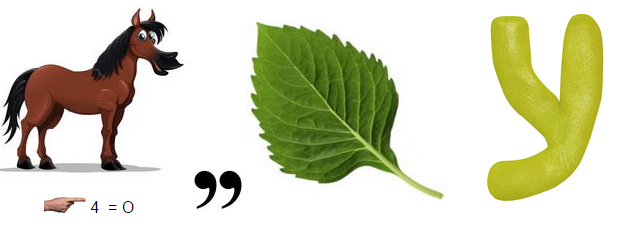 y
4 = O
,,